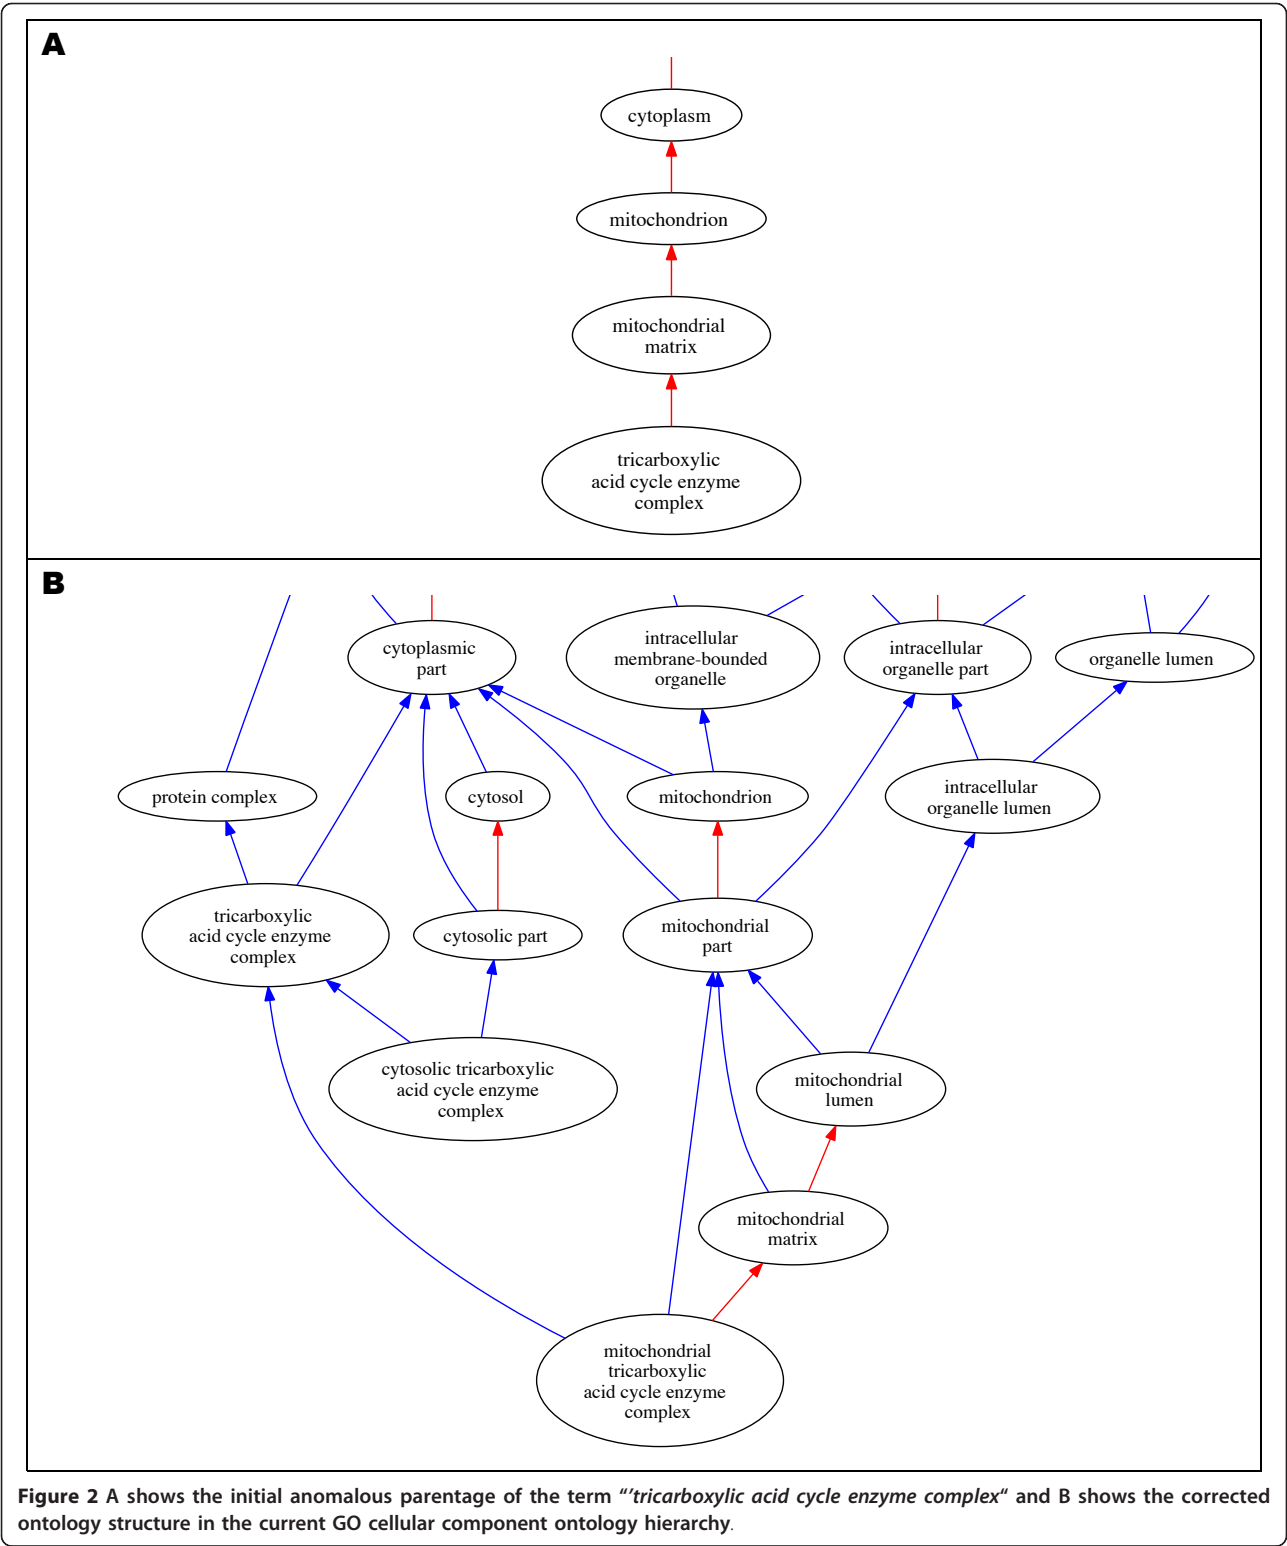 A
cytoplasm
mitochondrion
mitochondrial
matrix
tricarboxylic
acid cycle enzyme
complex
B
cytoplasmic
part
intracellular
membrane-bounded
organelle
intracellular
organelle part
organelle lumen
protein complex
cytosol
mitochondrion
intracellular
organelle lumen
tricarboxylic
acid cycle enzyme
complex
cytosolic part
mitochondrial
part
cytosolic tricarboxylic
acid cycle enzyme
complex
mitochondrial
lumen
mitochondrial
matrix
mitochondrial
tricarboxylic
acid cycle enzyme
complex
Figure 2 A shows the initial anomalous parentage of the term “’tricarboxylic acid cycle enzyme complex“ and B shows the corrected
ontology structure in the current GO cellular component ontology hierarchy.